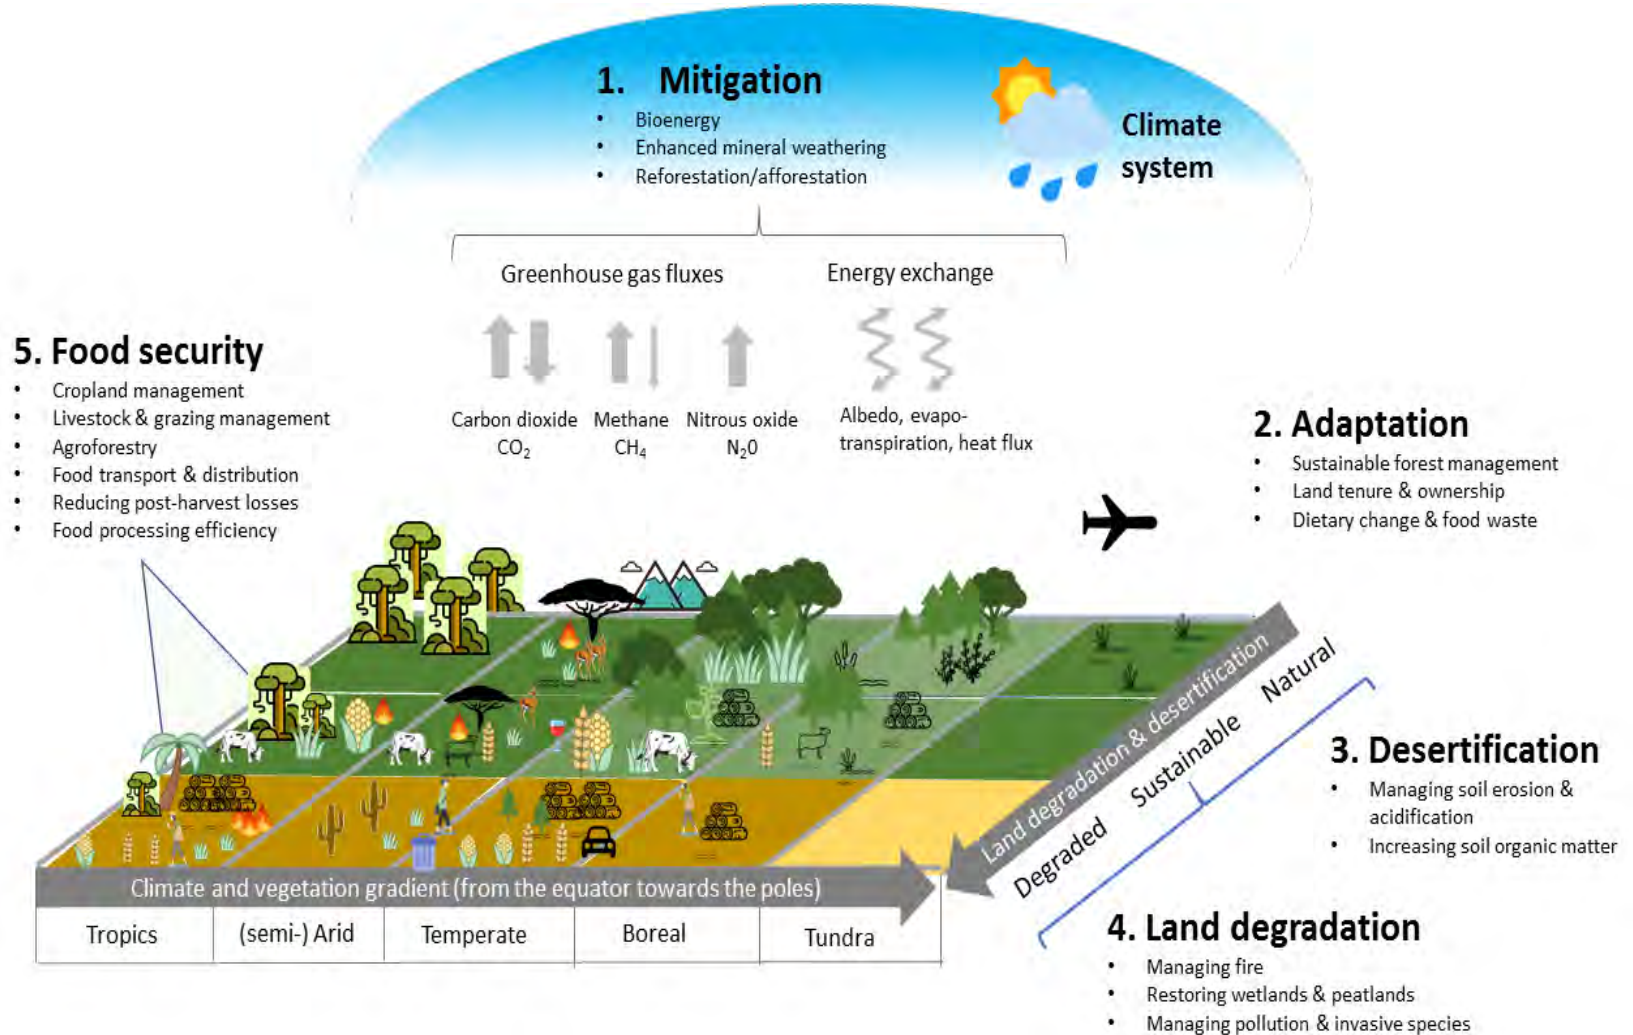 1. Mitigation
• Bioenergy
• Enhanced mineral weathering
• Reforestation/afforestation
Climate
system
Greenhouse gas fluxes
Energy exchange
Carbon dioxide
CO₂
Methane
CH₄
Nitrous oxide
N₂0
Albedo, evapo-
transpiration, heat flux
5. Food security
• Cropland management
• Livestock & grazing management
• Agroforestry
• Food transport & distribution
• Reducing post-harvest losses
• Food processing efficiency
2. Adaptation
• Sustainable forest management
• Land tenure & ownership
• Dietary change & food waste
Land degradation & desertification
Natural
Sustainable
Degraded
3. Desertification
• Managing soil erosion &
acidification
• Increasing soil organic matter
Climate and vegetation gradient (from the equator towards the poles)
Tropics
(semi-) Arid
Temperate
Boreal
Tundra
4. Land degradation
• Managing fire
• Restoring wetlands & peatlands
• Managing pollution & invasive species